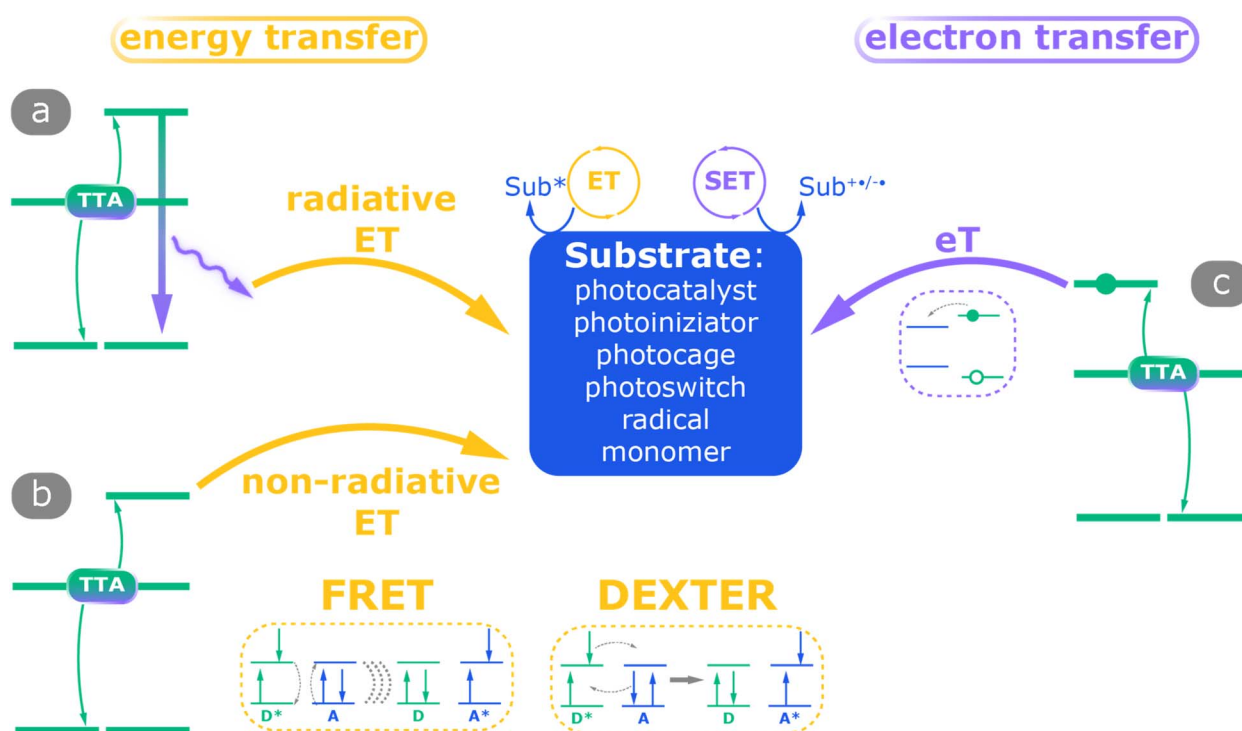 energy transfer
electron transfer
a
TTA
radiative
ET
Sub*
ET
SET
Sub⁺•/⁻•
Substrate:
photocatalyst
photoiniziator
photocage
photoswitch
radical
monomer
eT
c
TTA
b
TTA
non-radiative
ET
FRET
D*
A
D
A*
DEXTER
D*
A
D
A*